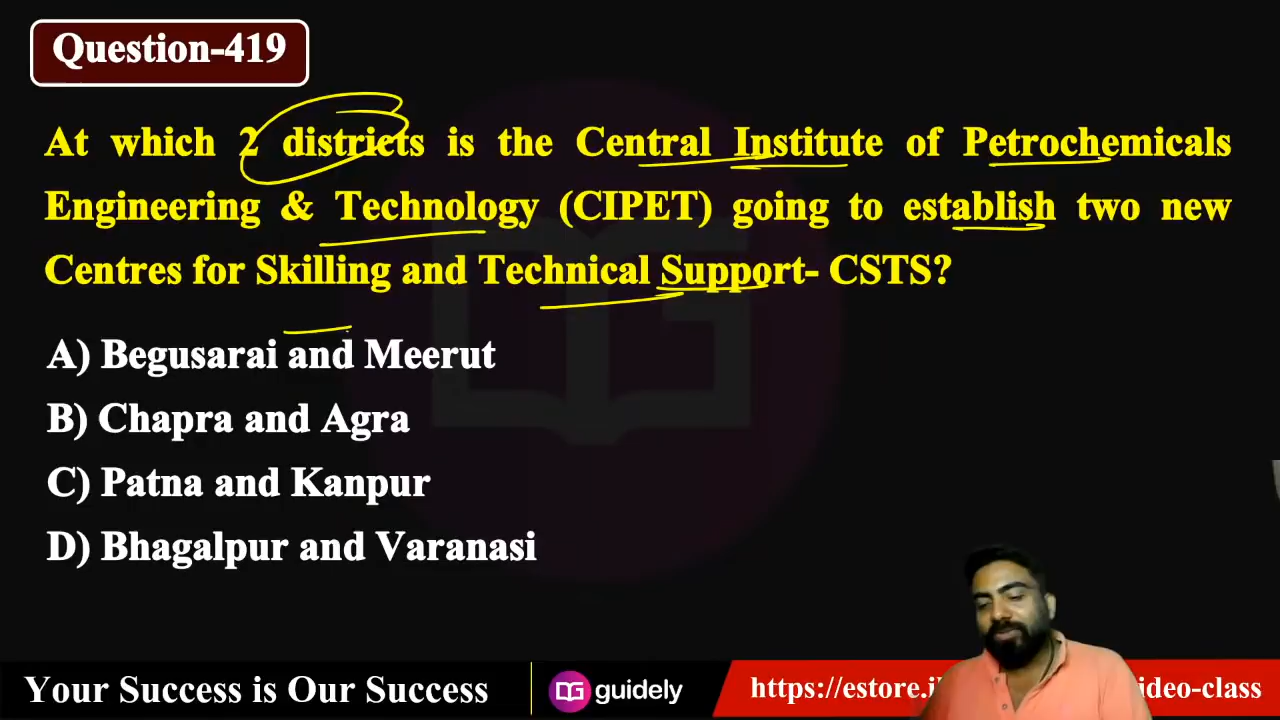 Question-419
At which 2 districts is the Central Institute of Petrochemicals
Engineering & Technology (CIPET) going to establish two new
Centres for Skilling and Technical Support- CSTS?
A) Begusarai and Meerut
B) Chapra and Agra
C) Patna and Kanpur
D) Bhagalpur and Varanasi
Your Success is Our Success
guidely
https://estore.